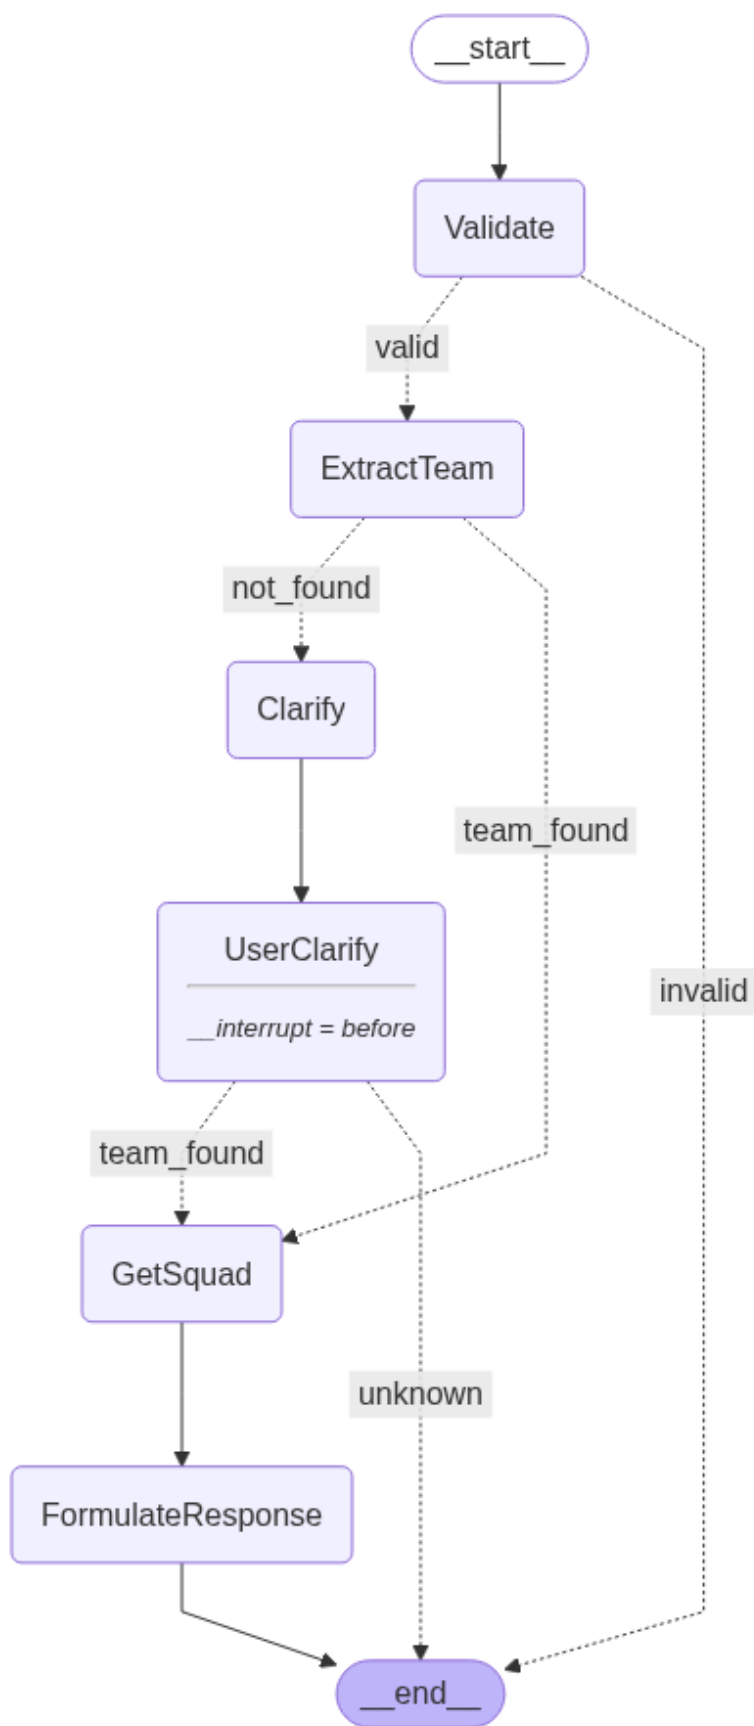 __start__
Validate
valid
ExtractTeam
not_found
Clarify
team_found
UserClarify
invalid
__interrupt = before
team_found
GetSquad
unknown
FormulateResponse
__end__